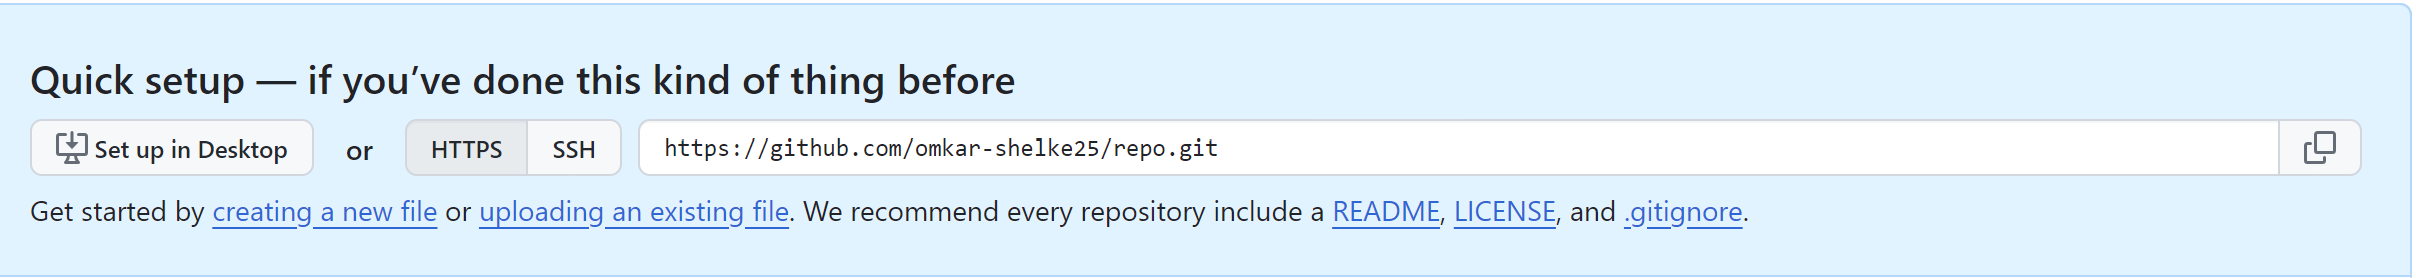 Quick setup — if you’ve done this kind of thing before
Set up in Desktop or HTTPS SSH https://github.com/omkar-shelke25/repo.git
Get started by creating a new file or uploading an existing file. We recommend every repository include a README, LICENSE, and .gitignore.